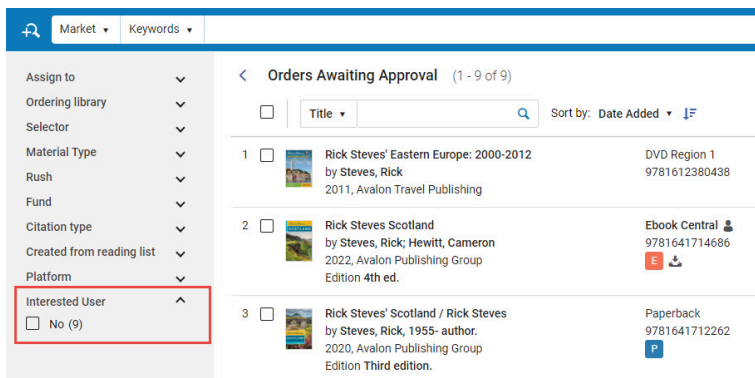 Market Keywords
Assign to
Ordering library
Selector
Material Type
Rush
Fund
Citation type
Created from reading list
Platform
Interested User
No (9)
Orders Awaiting Approval (1 - 9 of 9)
Title Sort by: Date Added
1 Rick Steves' Eastern Europe: 2000-2012 DVD Region 1
by Steves, Rick 9781612380438
2011, Avalon Travel Publishing
2 Rick Steves Scotland Ebook Central
by Steves, Rick; Hewitt, Cameron 9781641714686
2022, Avalon Publishing Group E
Edition 4th ed.
3 Rick Steves' Scotland / Rick Steves Paperback
by Steves, Rick, 1955- author. 9781641712262
2020, Avalon Publishing Group P
Edition Third edition.